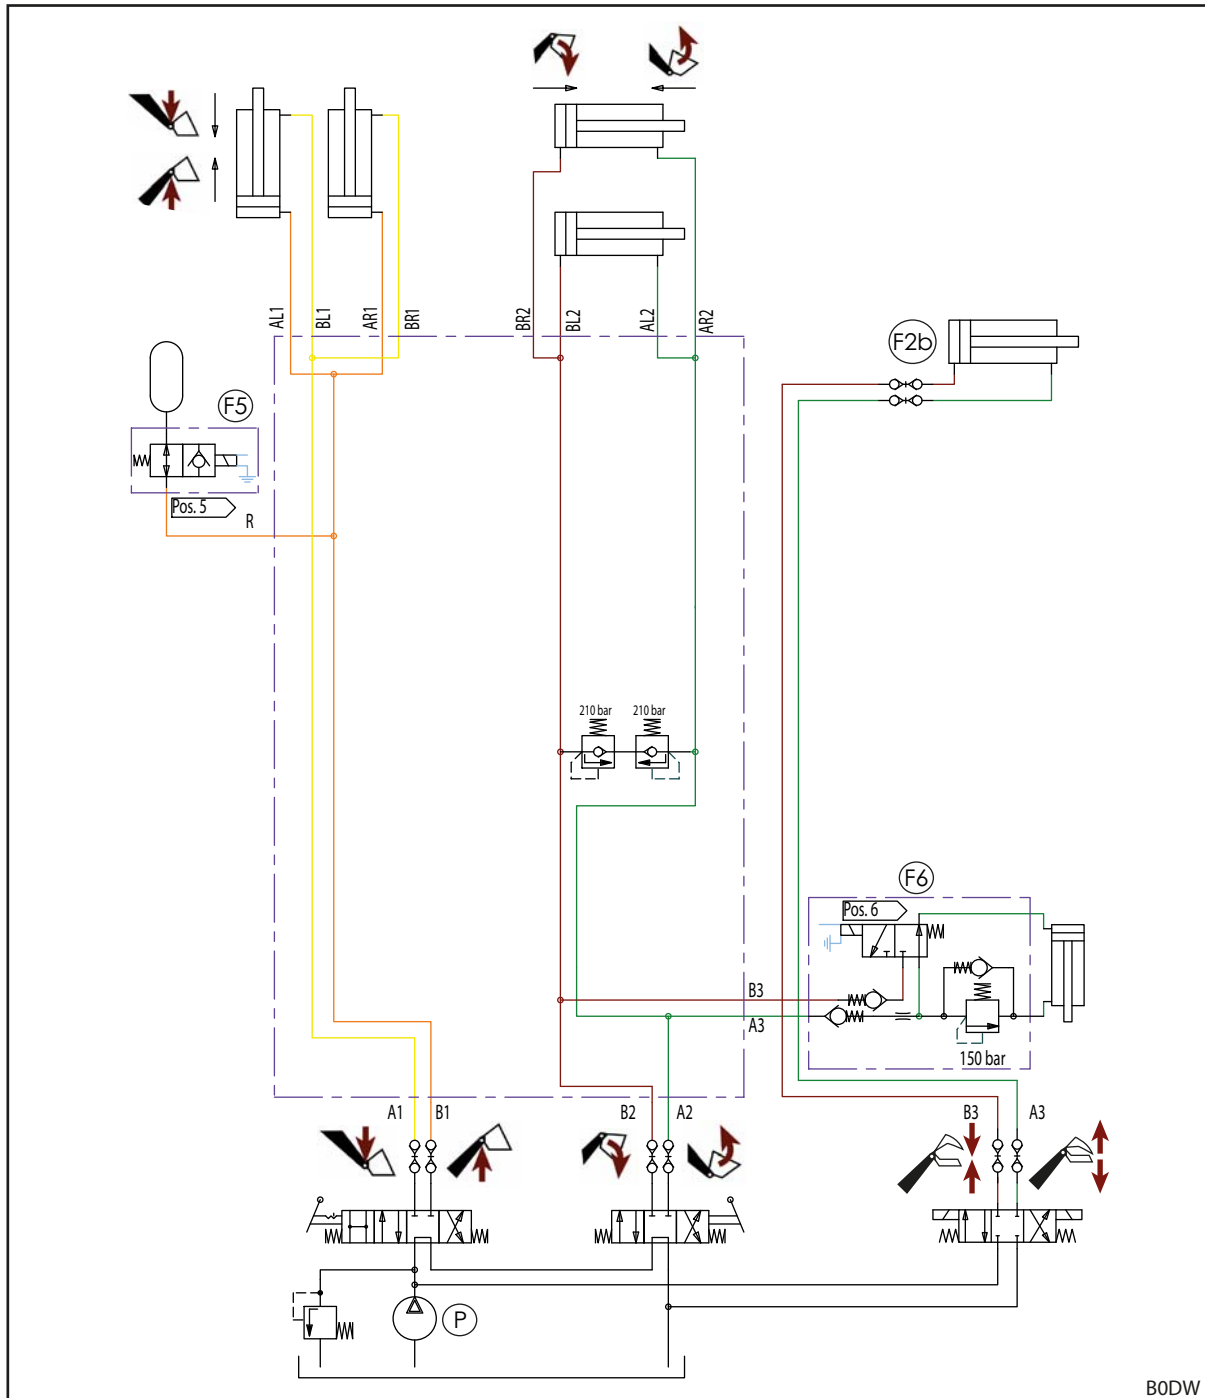 AL1
BL1
AR1
BR1
BR2
BL2
AL2
AR2
F2b
F5
Pos. 5
R
210 bar
210 bar
F6
Pos. 6
B3
A3
150 bar
A1
B1
B2
A2
B3
A3
P
B0DW